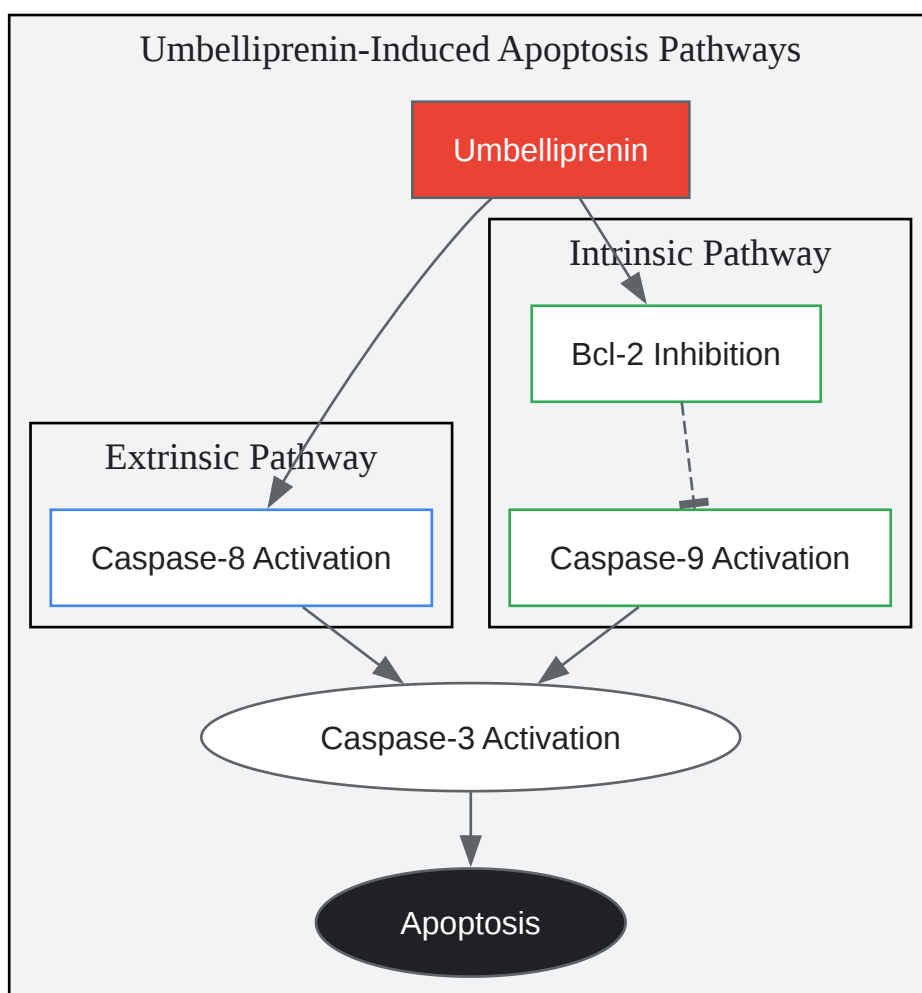 Umbelliprenin-Induced Apoptosis Pathways
Umbelliprenin
Intrinsic Pathway
Bcl-2 Inhibition
Extrinsic Pathway
Caspase-8 Activation
Caspase-9 Activation
Caspase-3 Activation
Apoptosis